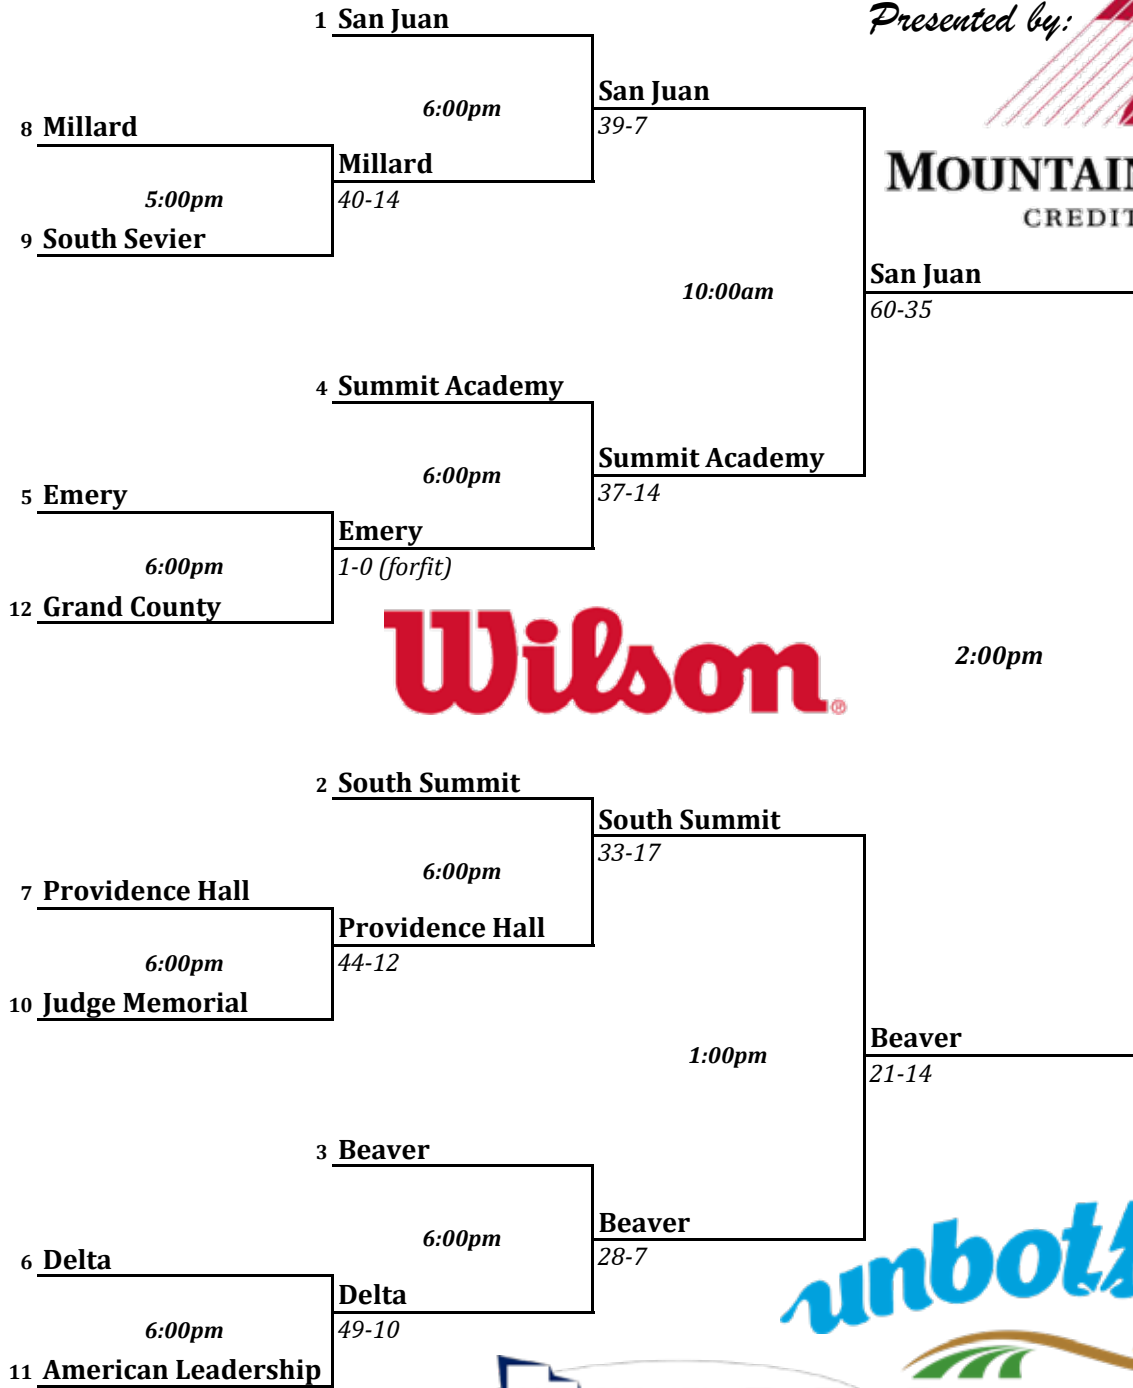 1 San Juan
Presented by:
6:00pm
San Juan
39-7
8 Millard
Millard
40-14
5:00pm
9 South Sevier
MOUNTAIN
CREDIT
10:00am
San Juan
60-35
4 Summit Academy
6:00pm
Summit Academy
37-14
5 Emery
Emery
1-0 (forfit)
6:00pm
12 Grand County
Wilson®
2:00pm
2 South Summit
South Summit
33-17
6:00pm
7 Providence Hall
Providence Hall
44-12
6:00pm
10 Judge Memorial
1:00pm
Beaver
21-14
3 Beaver
6:00pm
Beaver
28-7
6 Delta
Delta
49-10
6:00pm
11 American Leadership
unbot